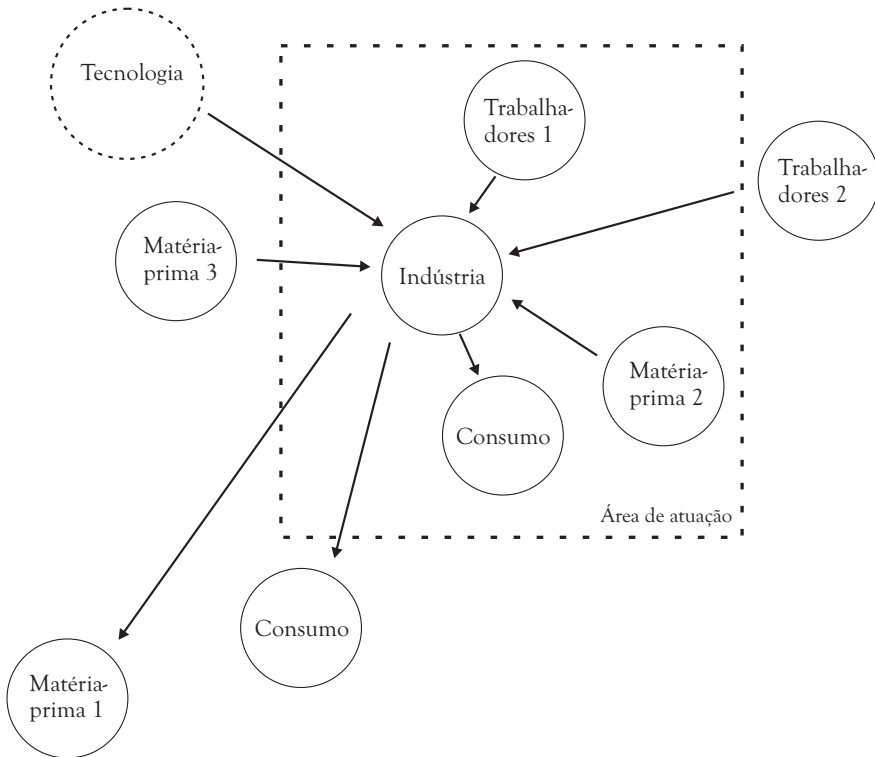 Tecnologia
Trabalha-
dores 1
Trabalha-
dores 2
Matéria-
prima 3
Indústria
Matéria-
prima 2
Consumo
Área de atuação
Consumo
Matéria-
prima 1